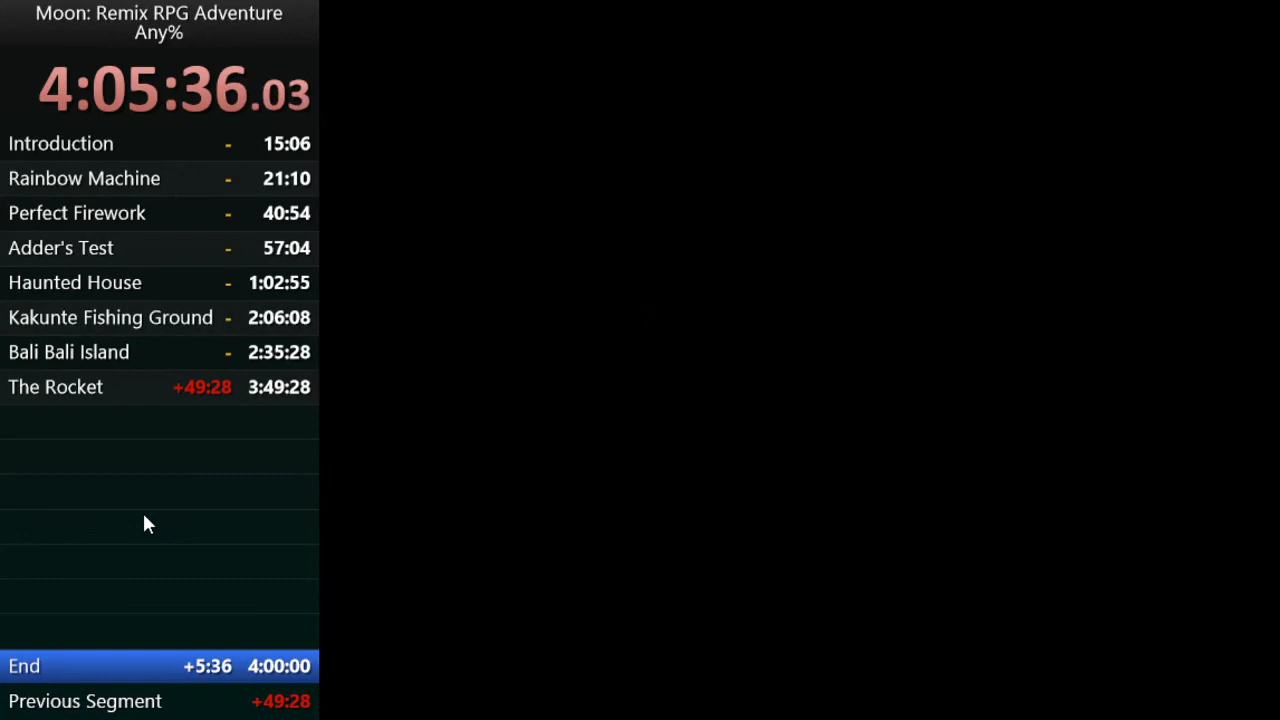 Moon: Remix RPG Adventure
Any%
4:05:36.03
Introduction - 15:06
Rainbow Machine - 21:10
Perfect Firework - 40:54
Adder's Test - 57:04
Haunted House - 1:02:55
Kakunte Fishing Ground - 2:06:08
Bali Bali Island - 2:35:28
The Rocket +49:28 3:49:28
End +5:36 4:00:00
Previous Segment +49:28